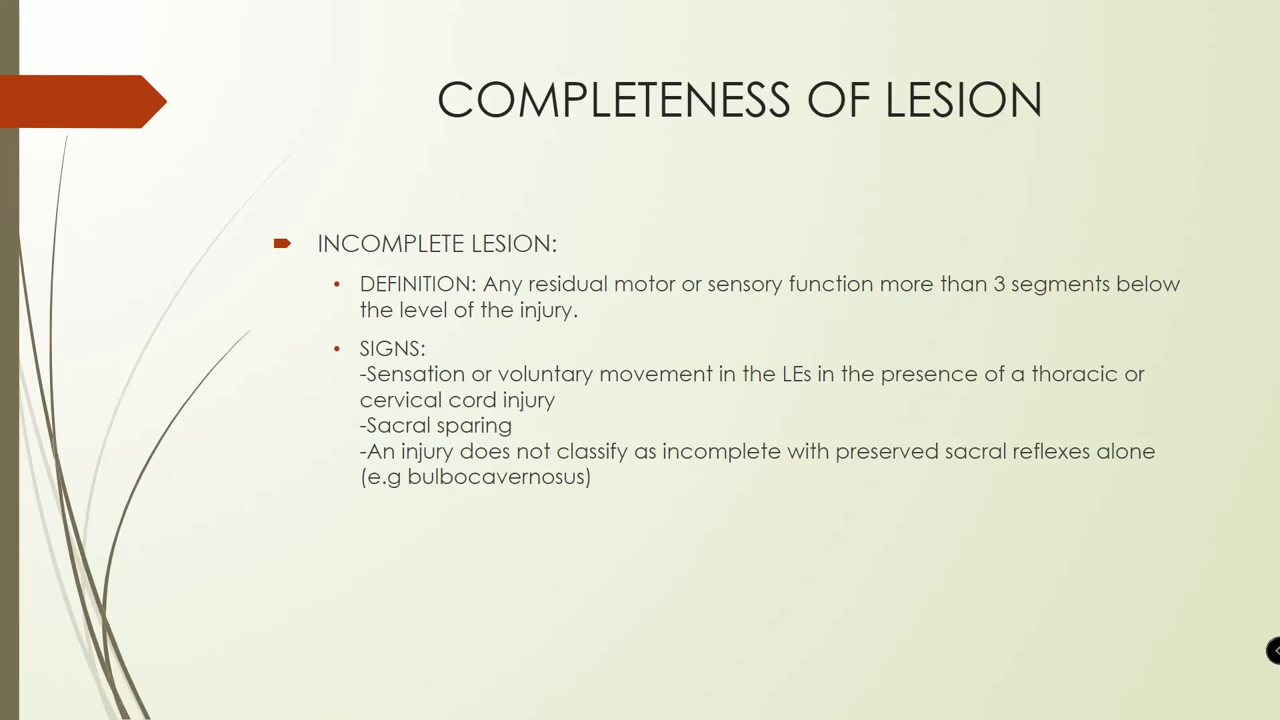 COMPLETENESS OF LESION
INCOMPLETE LESION:
DEFINITION: Any residual motor or sensory function more than 3 segments below
the level of the injury.
SIGNS:
-Sensation or voluntary movement in the LEs in the presence of a thoracic or
cervical cord injury
-Sacral sparing
-An injury does not classify as incomplete with preserved sacral reflexes alone
(e.g bulbocavernosus)